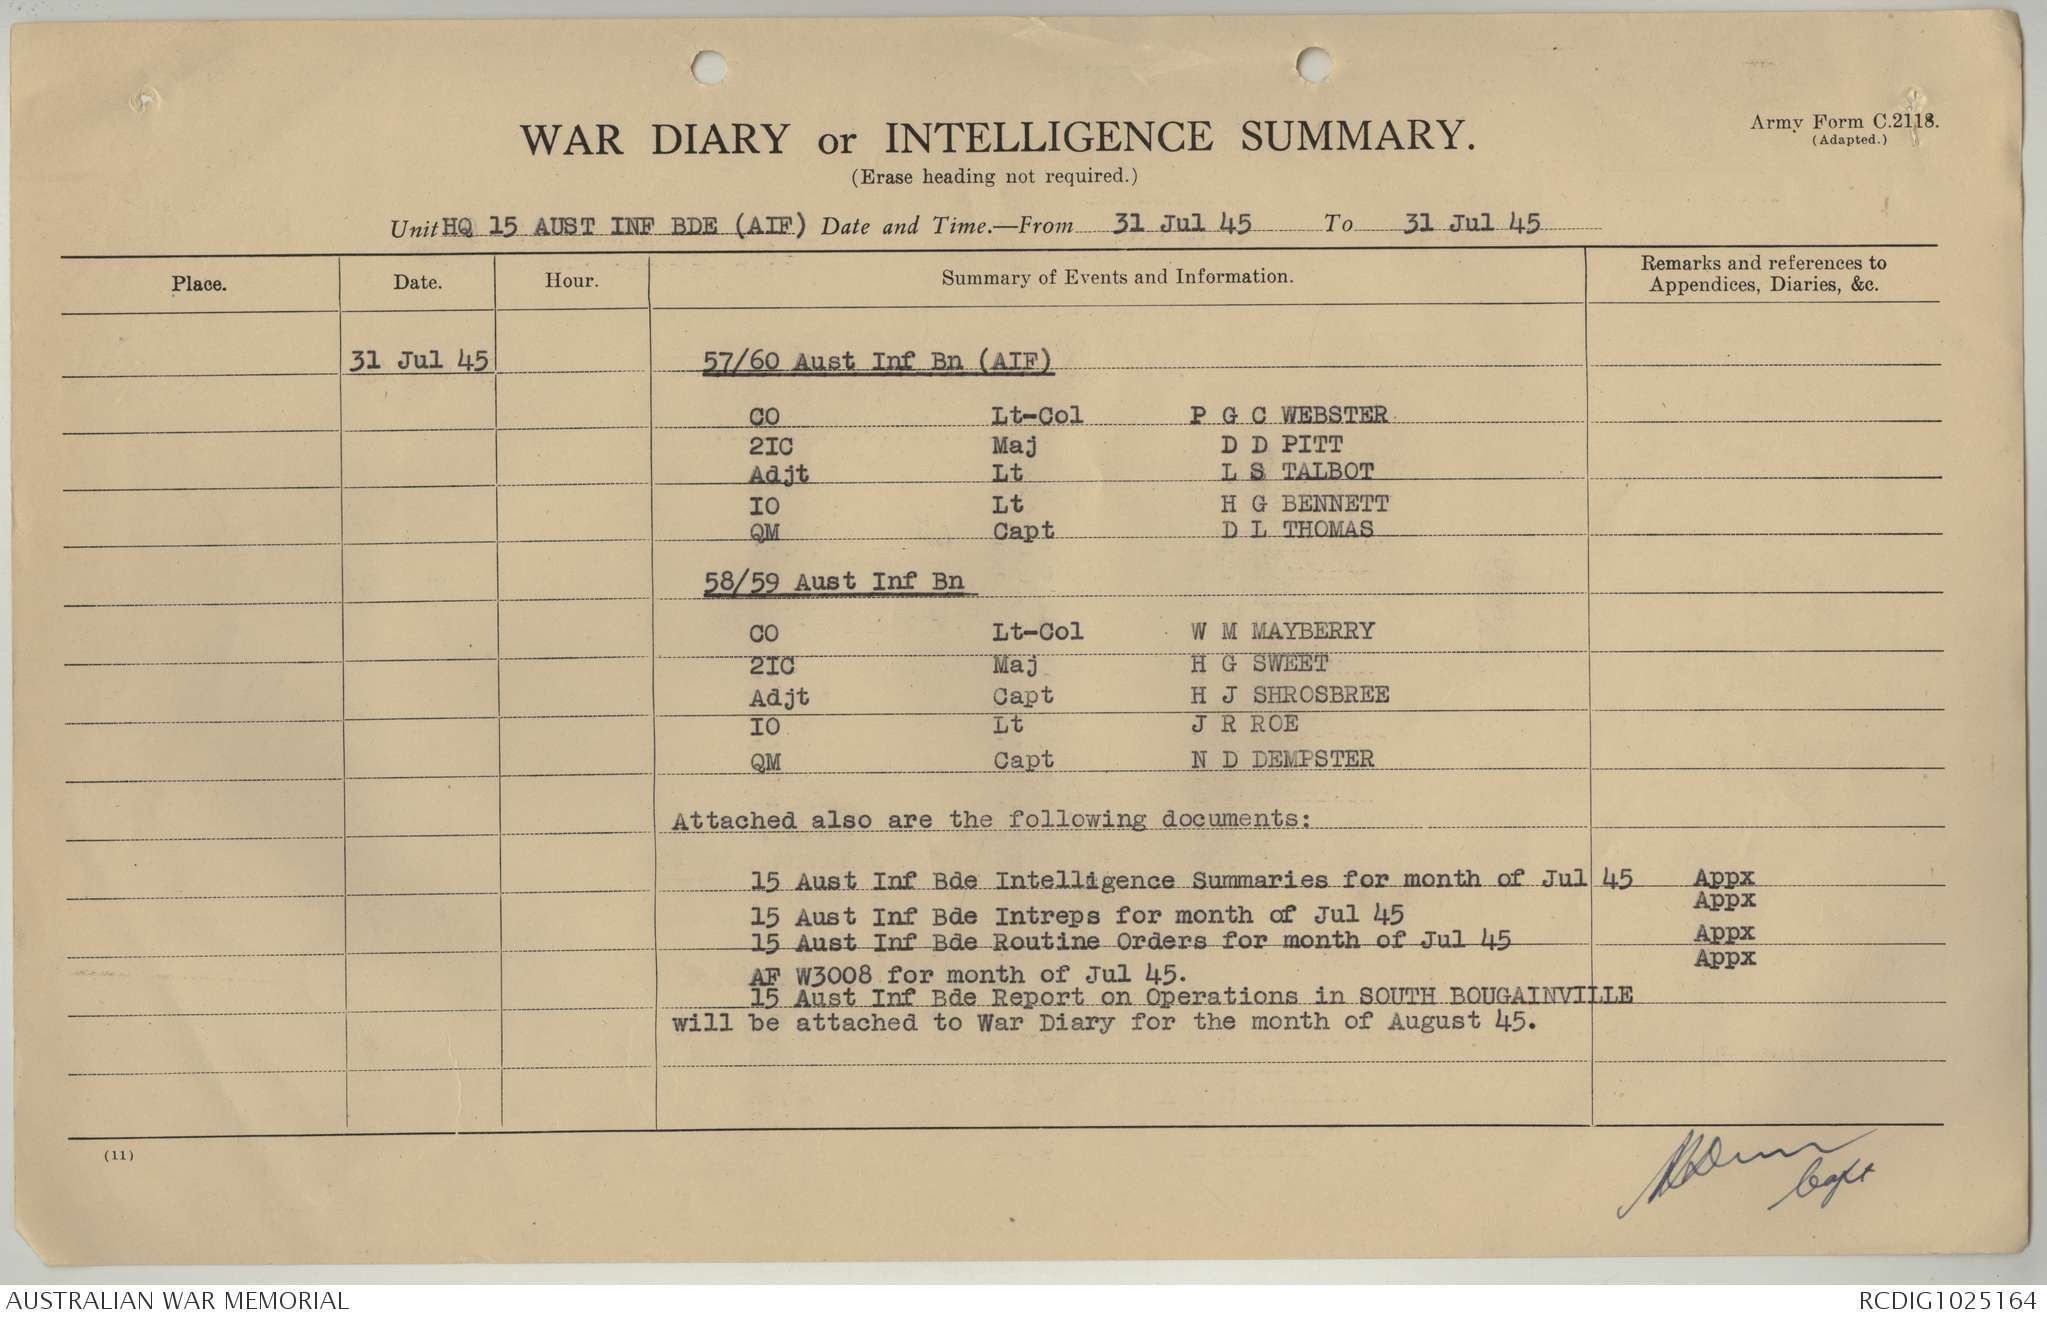 WAR DIARY or INTELLIGENCE SUMMARY.
Army Form C.2118.
(Adapted.)
(Erase heading not required.)
Unit HQ 15 AUST INF BDE (AIF) Date and Time.—From 31 Jul 45 To 31 Jul 45
Place. Date. Hour. Summary of Events and Information. Remarks and references to
Appendices, Diaries, &c.
31 Jul 45 57/60 Aust Inf Bn (AIF)
CO Lt-Col P G C WEBSTER
2IC Maj D D PITT
Adjt Lt L S TALBOT
IO Lt H G BENNETT
QM Capt D L THOMAS
58/59 Aust Inf Bn
CO Lt-Col W M MAYBERRY
2IC Maj H G SWEET
Adjt Capt H J SHROSBREE
IO Lt J R ROE
QM Capt N D DEMPSTER
Attached also are the following documents:
15 Aust Inf Bde Intelligence Summaries for month of Jul 45 Appx
15 Aust Inf Bde Intreps for month of Jul 45 Appx
15 Aust Inf Bde Routine Orders for month of Jul 45 Appx
AF W3008 for month of Jul 45. Appx
15 Aust Inf Bde Report on Operations in SOUTH BOUGAINVILLE
will be attached to War Diary for the month of August 45.
(11)
Capt
AUSTRALIAN WAR MEMORIAL
RCDIG1025164